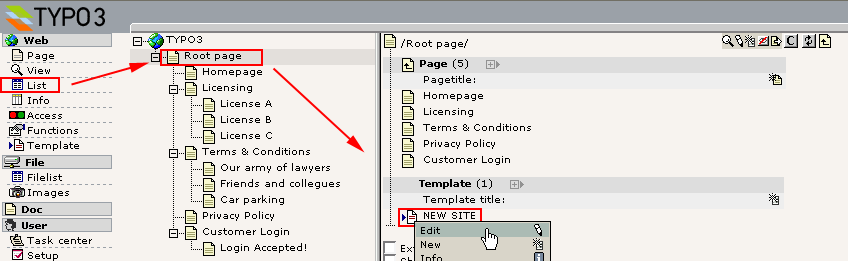 TYPO3
Web
Page
View
List
Info
Access
Functions
Template
File
Filelist
Images
Doc
User
Task center
Setup
TYPO3
Root page
Homepage
Licensing
License A
License B
License C
Terms & Conditions
Our army of lawyers
Friends and collegues
Car parking
Privacy Policy
Customer Login
Login Accepted!
/Root page/
Page (5)
Pagetitle:
Homepage
Licensing
Terms & Conditions
Privacy Policy
Customer Login
Template (1)
Template title:
NEW SITE
Edit
New
Info
Ext